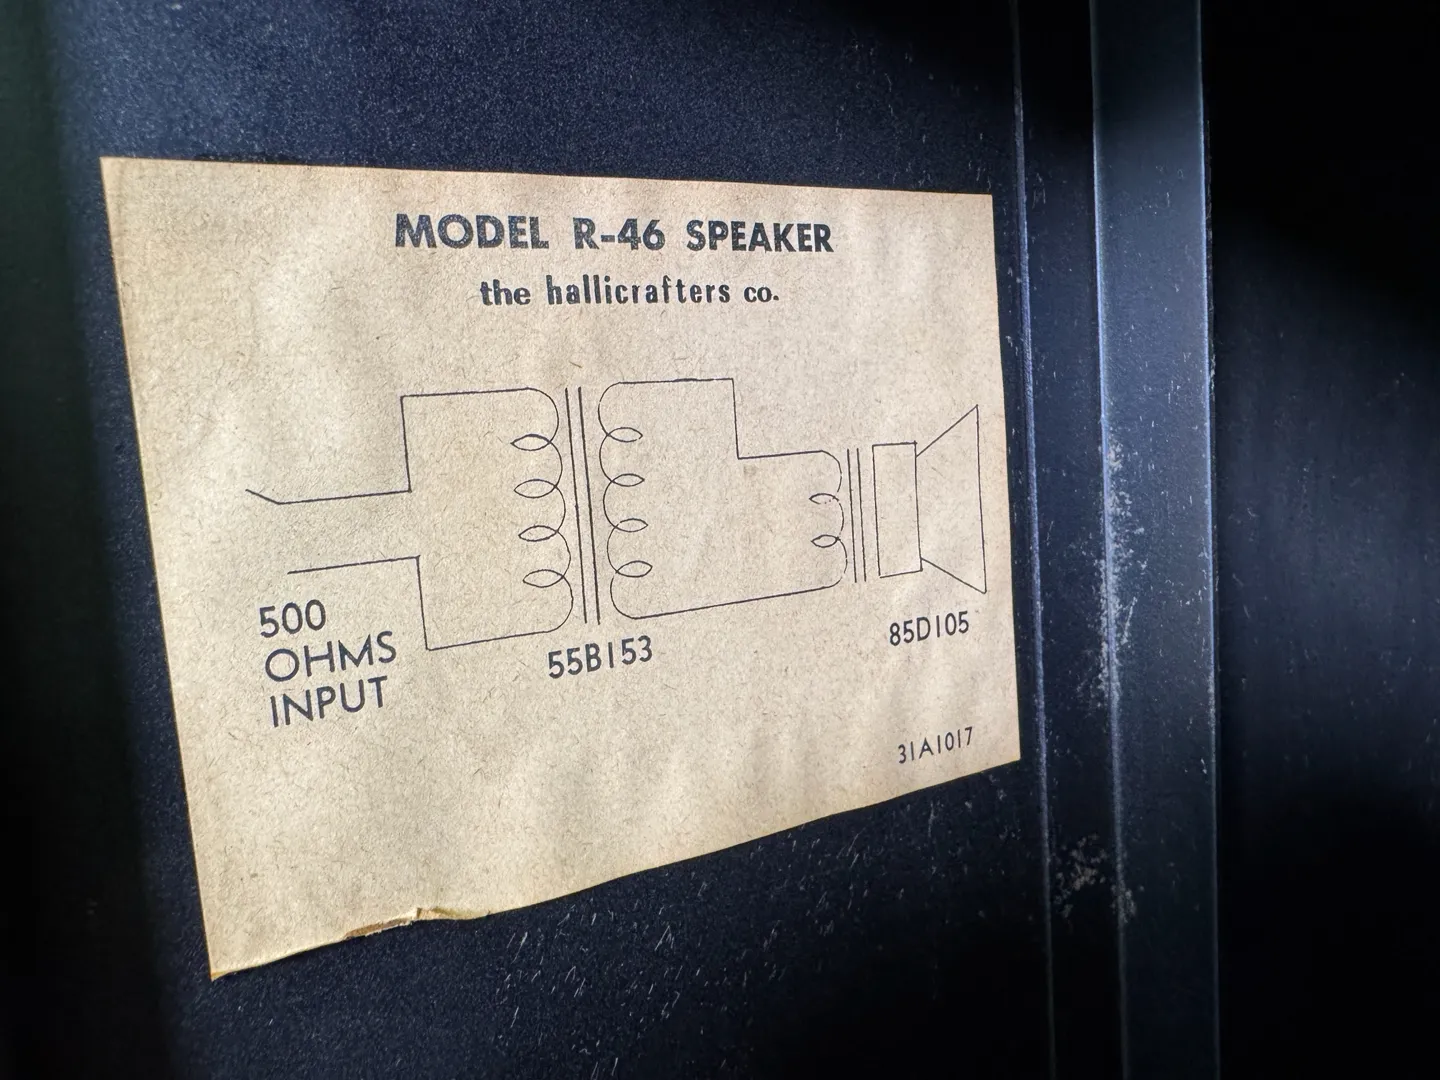 MODEL R-46 SPEAKER
the hallicrafters co.
500
OHMS
INPUT
55B153
85D105
31A1017